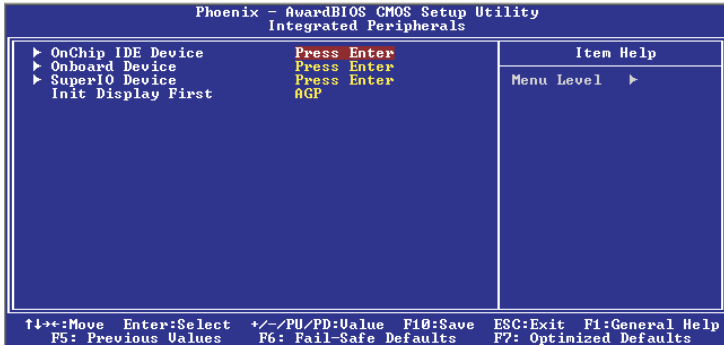 Phoenix - AwardBIOS CMOS Setup Utility
Integrated Peripherals
▶ OnChip IDE Device Press Enter
▶ Onboard Device Press Enter
▶ SuperIO Device Press Enter
Init Display First AGP
Item Help
Menu Level ▶
↑↓→←:Move Enter:Select +/-/PU/PD:Value F10:Save ESC:Exit F1:General Help
F5: Previous Values F6: Fail-Safe Defaults F7: Optimized Defaults